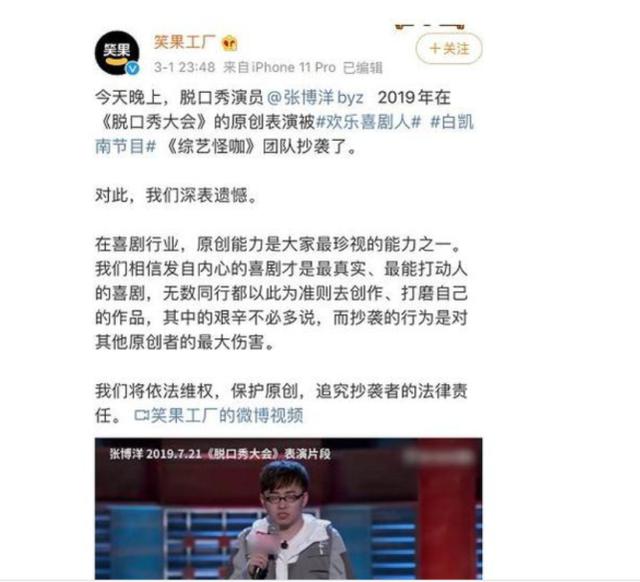 笑果
笑果工厂
3-1 23:48 来自iPhone 11 Pro 已编辑
+关注
今天晚上，脱口秀演员@张博洋byz 2019年在
《脱口秀大会》的原创表演被#欢乐喜剧人# #白凯
南节目# 《综艺怪咖》团队抄袭了。
对此，我们深表遗憾。
在喜剧行业，原创能力是大家最珍视的能力之一。
我们相信发自内心的喜剧才是最真实、最能打动人
的喜剧，无数同行都以此为准则去创作、打磨自己
的作品，其中的艰辛不必多说，而抄袭的行为是对
其他原创者的最大伤害。
我们将依法维权，保护原创，追究抄袭者的法律责
任。 笑果工厂的微博视频
张博洋 2019.7.21《脱口秀大会》表演片段